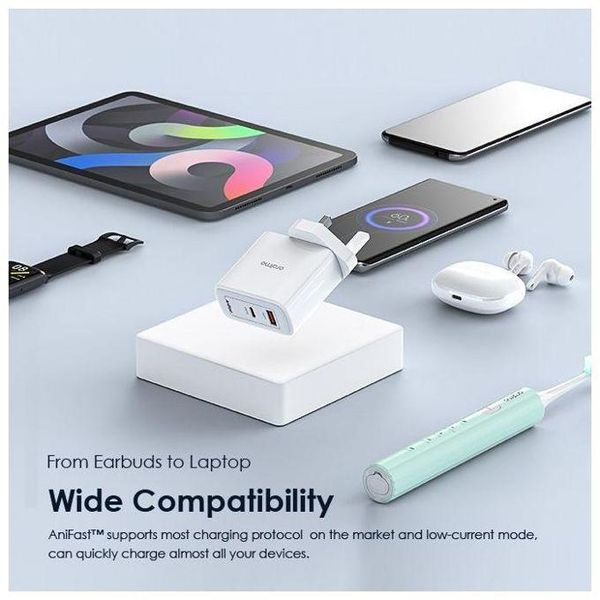 oraimo
From Earbuds to Laptop
Wide Compatibility
AniFast™ supports most charging protocol on the market and low-current mode,
can quickly charge almost all your devices.